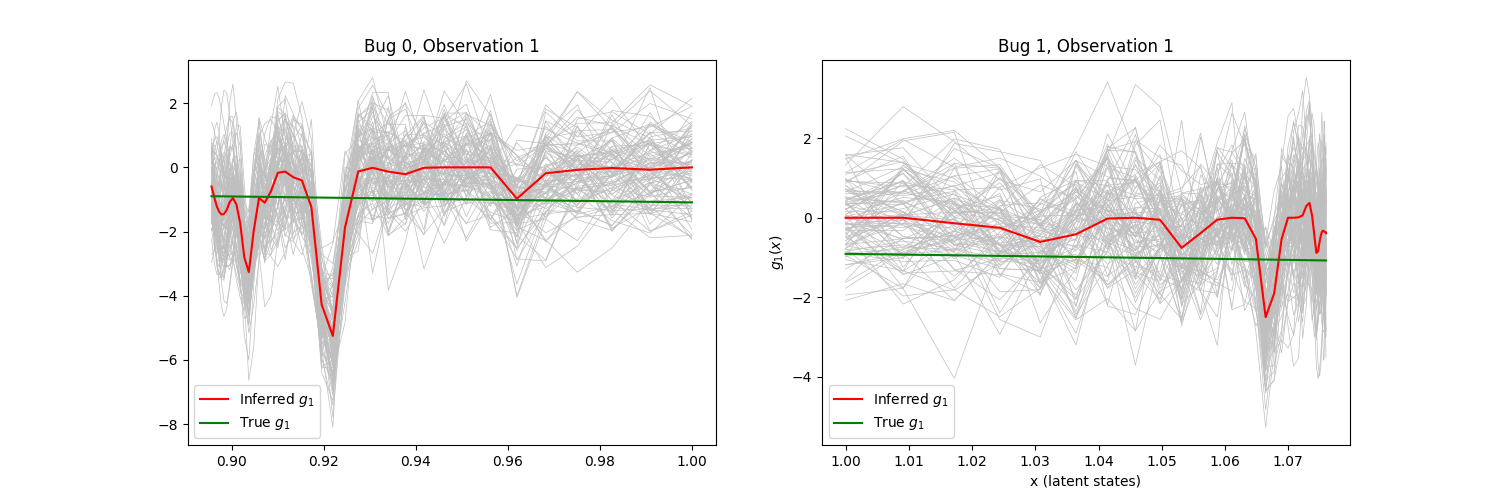 Bug 0, Observation 1
2
0
−2
−4
−6
−8
0.90 0.92 0.94 0.96 0.98 1.00
Inferred g₁
True g₁
Bug 1, Observation 1
g₁(x)
2
0
−2
−4
1.00 1.01 1.02 1.03 1.04 1.05 1.06 1.07
x (latent states)
Inferred g₁
True g₁